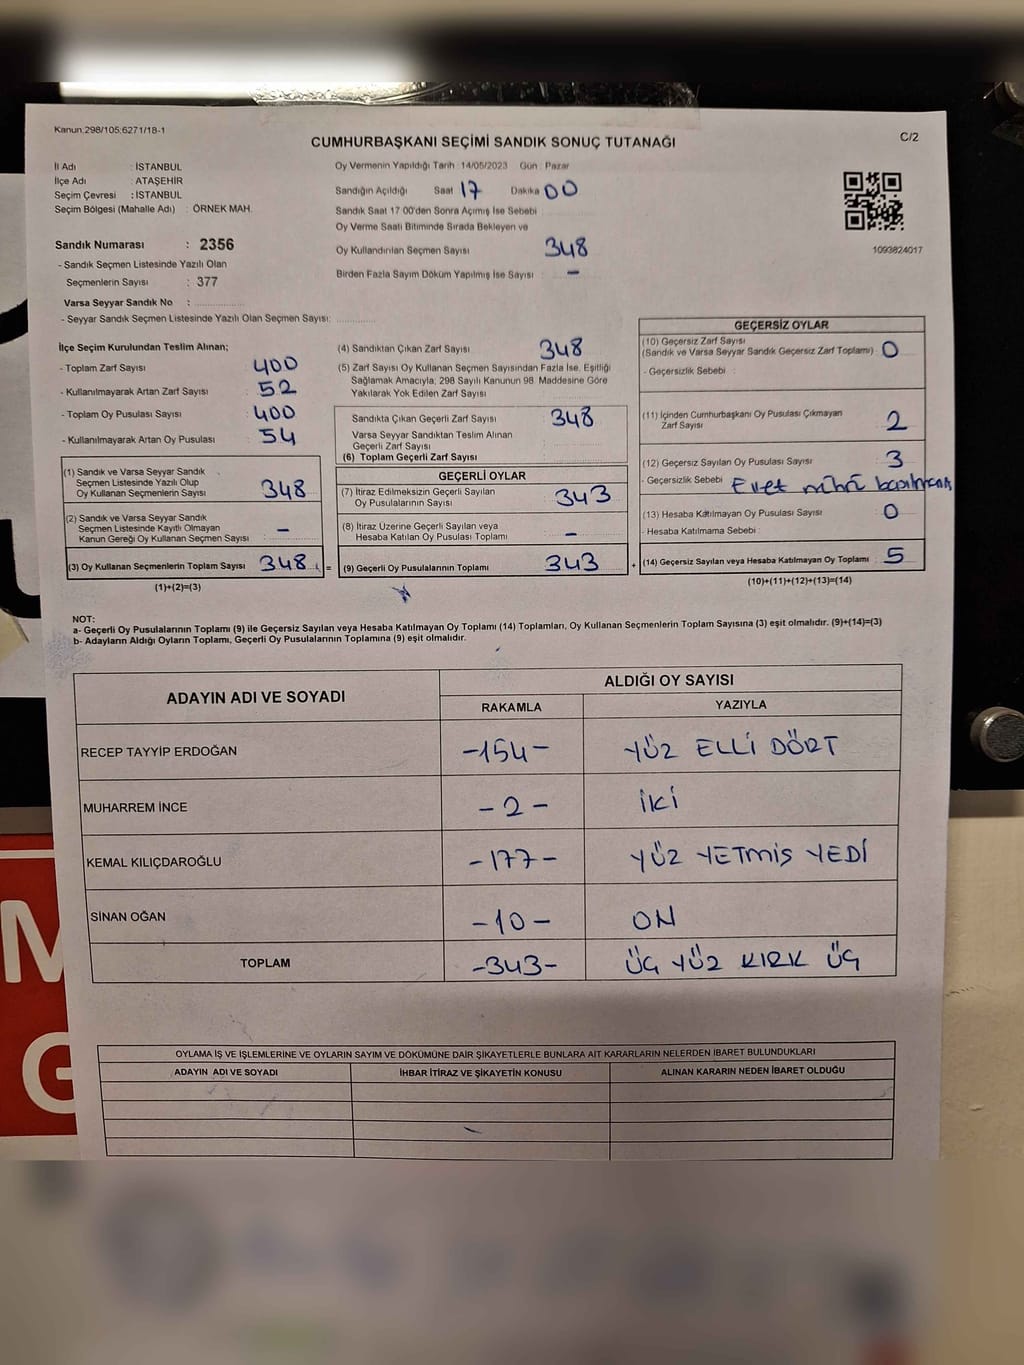 Kanun.298/105;6271/18-1
CUMHURBAŞKANI SEÇİMİ SANDIK SONUÇ TUTANAĞI
C/2
İl Adı : İSTANBUL
İlçe Adı : ATAŞEHİR
Seçim Çevresi : İSTANBUL
Seçim Bölgesi (Mahalle Adı) : ÖRNEK MAH.
Sandık Numarası : 2356
- Sandık Seçmen Listesinde Yazılı Olan
Seçmenlerin Sayısı : 377
Varsa Seyyar Sandık No :
- Seyyar Sandık Seçmen Listesinde Yazılı Olan Seçmen Sayısı:
Oy Vermenin Yapıldığı Tarih : 14/05/2023 Gün : Pazar
Sandığın Açıldığı Saat 17 Dakika 00
Sandık Saat 17 00'den Sonra Açımış İse Sebebi
Oy Verme Saati Bitiminde Sırada Bekleyen ve
Oy Kullandırılan Seçmen Sayısı 348
Birden Fazla Sayım Döküm Yapılmış İse Sayısı : -
1093824017
İlçe Seçim Kurulundan Teslim Alınan;
- Toplam Zarf Sayısı 400
- Kullanılmayarak Artan Zarf Sayısı : 52
- Toplam Oy Pusulası Sayısı : 400
- Kullanılmayarak Artan Oy Pusulası : 54
(1) Sandık ve Varsa Seyyar Sandık
Seçmen Listesinde Yazılı Olup
Oy Kullanan Seçmenlerin Sayısı 348
(2) Sandık ve Varsa Seyyar Sandık
Seçmen Listesinde Kayıtlı Olmayan
Kanun Gereği Oy Kullanan Seçmen Sayısı -
(3) Oy Kullanan Seçmenlerin Toplam Sayısı 348 =
(1)+(2)=(3)
(4) Sandıktan Çıkan Zarf Sayısı 348
(5) Zarf Sayısı Oy Kullanan Seçmen Sayısından Fazla İse, Eşitliği
Sağlamak Amacıyla; 298 Sayılı Kanunun 98. Maddesine Göre
Yakılarak Yok Edilen Zarf Sayısı
Sandıkta Çıkan Geçerli Zarf Sayısı 348
Varsa Seyyar Sandıktan Teslim Alınan
Geçerli Zarf Sayısı
(6) Toplam Geçerli Zarf Sayısı
GEÇERLİ OYLAR
(7) İtiraz Edilmeksizin Geçerli Sayılan
Oy Pusulalarının Sayısı 343
(8) İtiraz Üzerine Geçerli Sayılan veya
Hesaba Katılan Oy Pusulası Toplamı -
(9) Geçerli Oy Pusulalarının Toplamı 343 +
GEÇERSİZ OYLAR
(10) Geçersiz Zarf Sayısı
(Sandık ve Varsa Seyyar Sandık Geçersiz Zarf Toplamı) 0
- Geçersizlik Sebebi :
(11) İçinden Cumhurbaşkanı Oy Pusulası Çıkmayan
Zarf Sayısı 2
(12) Geçersiz Sayılan Oy Pusulası Sayısı 3
- Geçersizlik Sebebi Evet mührü
(13) Hesaba Katılmayan Oy Pusulası Sayısı 0
- Hesaba Katılmama Sebebi :
(14) Geçersiz Sayılan veya Hesaba Katılmayan Oy Toplamı 5
(10)+(11)+(12)+(13)=(14)
NOT:
a- Geçerli Oy Pusulalarının Toplamı (9) ile Geçersiz Sayılan veya Hesaba Katılmayan Oy Toplamı (14) Toplamları, Oy Kullanan Seçmenlerin Toplam Sayısına (3) eşit olmalıdır. (9)+(14)=(3)
b- Adayların Aldığı Oyların Toplamı, Geçerli Oy Pusulalarının Toplamına (9) eşit olmalıdır.
ADAYIN ADI VE SOYADI
ALDIĞI OY SAYISI
RAKAMLA YAZIYLA
RECEP TAYYİP ERDOĞAN -154- YÜZ ELLİ DÖRT
MUHARREM İNCE -2- İKİ
KEMAL KILIÇDAROĞLU -177- YÜZ YETMİŞ YEDİ
SİNAN OĞAN -10- ON
TOPLAM -343- ÜÇ YÜZ KIRK ÜÇ
OYLAMA İŞ VE İŞLEMLERİNE VE OYLARIN SAYIM VE DÖKÜMÜNE DAİR ŞİKAYETLERLE BUNLARA AİT KARARLARIN NELERDEN İBARET BULUNDUKLARI
ADAYIN ADI VE SOYADI İHBAR İTİRAZ VE ŞİKAYETİN KONUSU ALINAN KARARIN NEDEN İBARET OLDUĞU
M
G